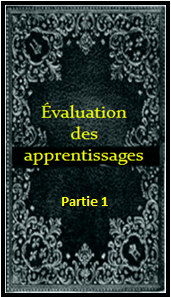 Évaluation
des
apprentissages
Partie 1